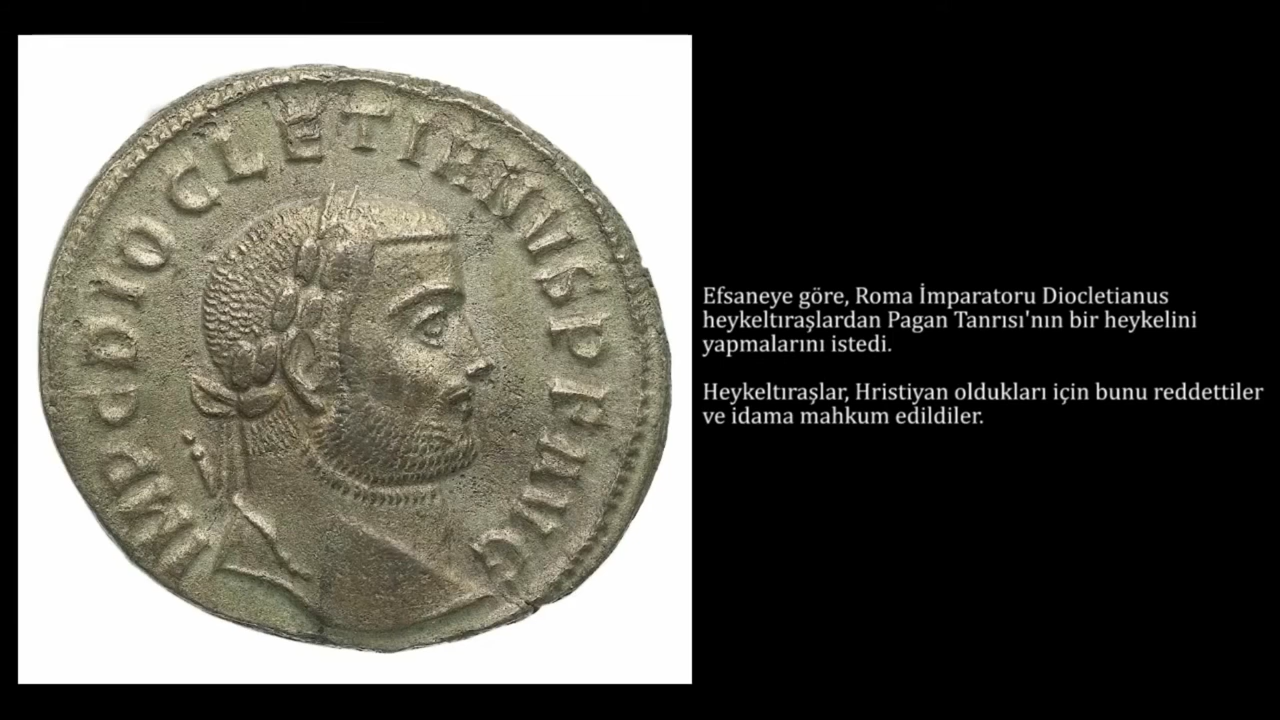 IMP C DIOCLETIANVS P F AVG
Efsaneye göre, Roma İmparatoru Diocletianus
heykeltıraşlardan Pagan Tanrısı'nın bir heykelini
yapmalarını istedi.
Heykeltıraşlar, Hristiyan oldukları için bunu reddettiler
ve idama mahkum edildiler.